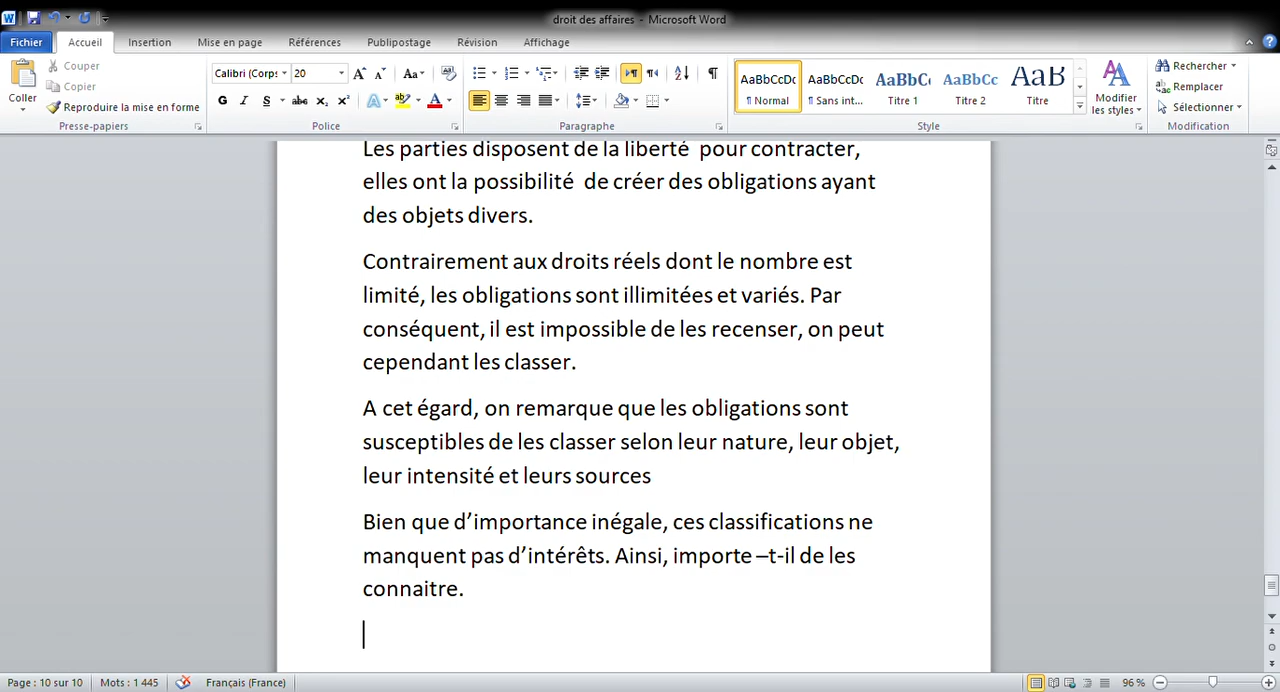 droit des affaires - Microsoft Word
Fichier Accueil Insertion Mise en page Références Publipostage Révision Affichage
Coller
Couper
Copier
Reproduire la mise en forme
Presse-papiers
Calibri (Corps 20
G I S abc x₂ x²
Police
Paragraphe
AaBbCcDc AaBbCcDc AaBbC AaBbCc AaB
¶ Normal ¶ Sans int... Titre 1 Titre 2 Titre
Modifier les styles
Style
Rechercher
Remplacer
Sélectionner
Modification
Les parties disposent de la liberté pour contracter,
elles ont la possibilité de créer des obligations ayant
des objets divers.
Contrairement aux droits réels dont le nombre est
limité, les obligations sont illimitées et variés. Par
conséquent, il est impossible de les recenser, on peut
cependant les classer.
A cet égard, on remarque que les obligations sont
susceptibles de les classer selon leur nature, leur objet,
leur intensité et leurs sources
Bien que d’importance inégale, ces classifications ne
manquent pas d’intérêts. Ainsi, importe –t-il de les
connaitre.
Page : 10 sur 10 Mots : 1 445 Français (France) 96 %